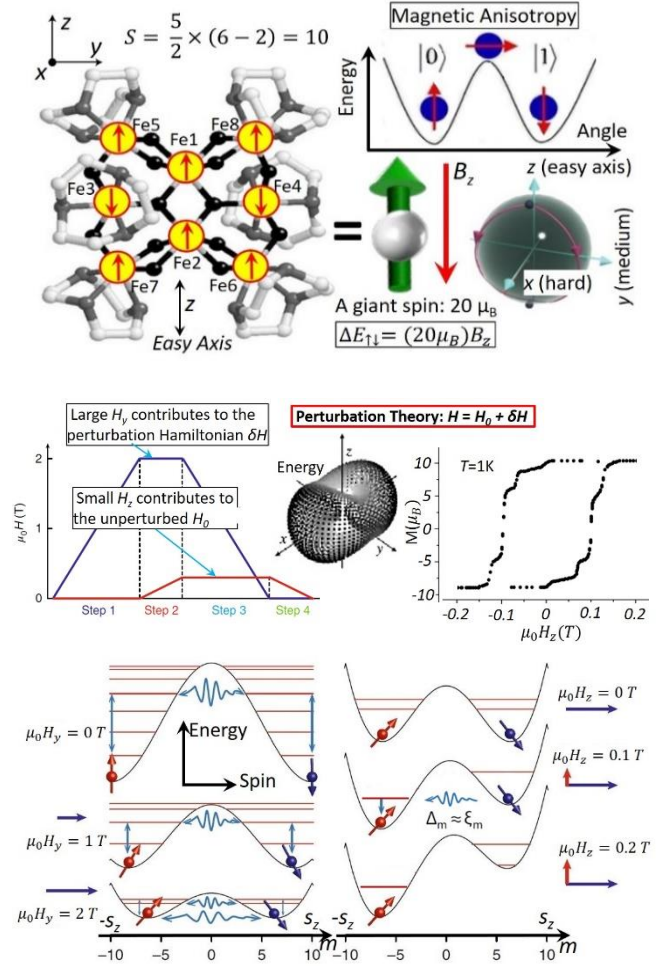 z
y
x
S = 5/2 × (6 − 2) = 10
Fe5
Fe1
Fe8
Fe3
Fe4
Fe7
Fe2
Fe6
z
Easy Axis
=
Magnetic Anisotropy
|0⟩
|1⟩
Energy
Angle
B_z
z (easy axis)
y (medium)
x (hard)
A giant spin: 20 μ_B
ΔE_↑↓ = (20μ_B)B_z
Large H_y contributes to the
perturbation Hamiltonian δH
Small H_z contributes to
the unperturbed H_0
μ_0H (T)
2
1
0
Step 1
Step 2
Step 3
Step 4
Perturbation Theory: H = H_0 + δH
Energy
z
x
y
T=1K
M(μ_B)
10
5
0
-5
-10
-0.2
-0.1
0
0.1
0.2
μ_0H_z(T)
μ_0H_y = 0 T
Energy
Spin
μ_0H_y = 1 T
μ_0H_y = 2 T
-s_z
s_z
−10
−5
0
5
10
m
μ_0H_z = 0 T
μ_0H_z = 0.1 T
Δ_m ≈ ξ_m
μ_0H_z = 0.2 T
-s_z
s_z
−10
−5
0
5
10
m